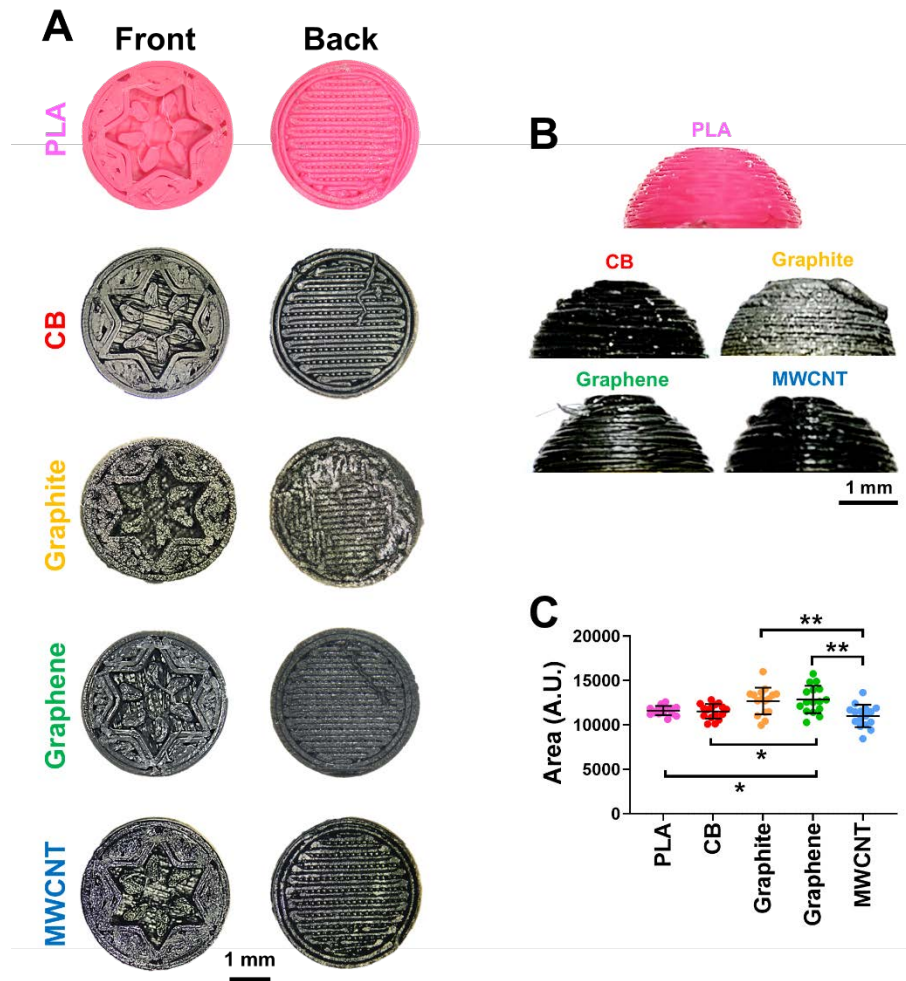 A
Front Back
PLA
CB
Graphite
Graphene
MWCNT
1 mm
B
PLA
CB Graphite
Graphene MWCNT
1 mm
C
Area (A.U.)
20000
15000
10000
5000
0
**
**
*
*
PLA
CB
Graphite
Graphene
MWCNT